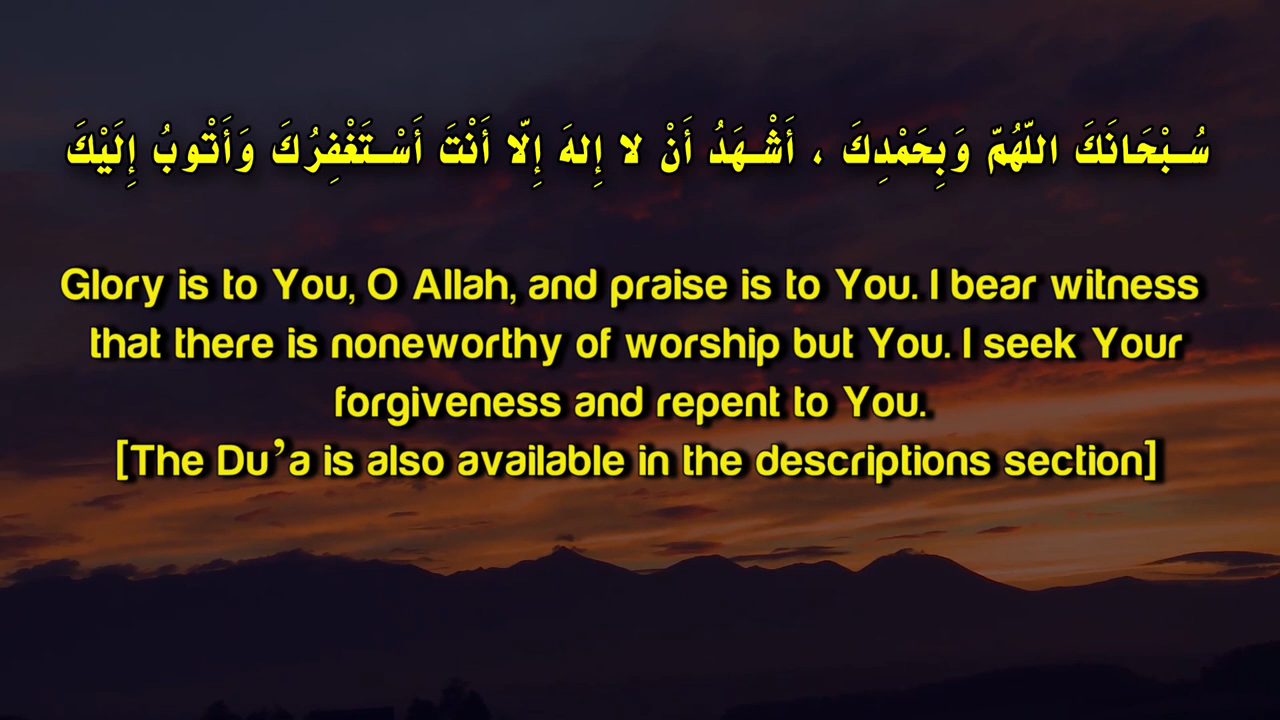 سُبْحَانَكَ اللّهُمّ وَبِحَمْدِكَ ، أَشْهَدُ أَنْ لا إِلهَ إِلّا أَنْتَ أَسْتَغْفِرُكَ وَأَتْوبُ إِلَيْكَ
Glory is to You, O Allah, and praise is to You. I bear witness
that there is noneworthy of worship but You. I seek Your
forgiveness and repent to You.
[The Du’a is also available in the descriptions section]